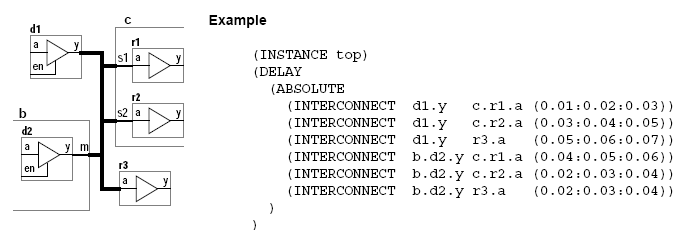 Example
d1
a y
en
c
r1
s1 a y
r2
s2 a y
b
d2
a y m
en
r3
a y
(INSTANCE top)
(DELAY
(ABSOLUTE
(INTERCONNECT d1.y c.r1.a (0.01:0.02:0.03))
(INTERCONNECT d1.y c.r2.a (0.03:0.04:0.05)
(INTERCONNECT d1.y r3.a (0.05:0.06:0.07))
(INTERCONNECT b.d2.y c.r1.a (0.04:0.05:0.06))
(INTERCONNECT b.d2.y c.r2.a (0.02:0.03:0.04))
(INTERCONNECT b.d2.y r3.a (0.02:0.03:0.04))
)
)